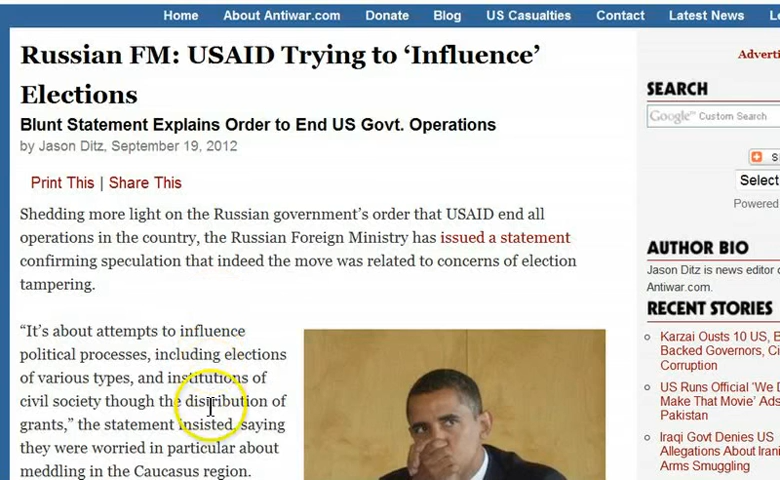 Home About Antiwar.com Donate Blog US Casualties Contact Latest News
Russian FM: USAID Trying to ‘Influence’
Elections
Blunt Statement Explains Order to End US Govt. Operations
by Jason Ditz, September 19, 2012
Print This | Share This
Shedding more light on the Russian government’s order that USAID end all
operations in the country, the Russian Foreign Ministry has issued a statement
confirming speculation that indeed the move was related to concerns of election
tampering.
“It’s about attempts to influence
political processes, including elections
of various types, and institutions of
civil society though the distribution of
grants,” the statement insisted, saying
they were worried in particular about
meddling in the Caucasus region.
SEARCH
Google™ Custom Search
Select
Powered
AUTHOR BIO
Jason Ditz is news editor
Antiwar.com.
RECENT STORIES
Karzai Ousts 10 US,
Backed Governors,
Corruption
US Runs Official ‘We
Make That Movie’ Ads
Pakistan
Iraqi Govt Denies US
Allegations About
Arms Smuggling